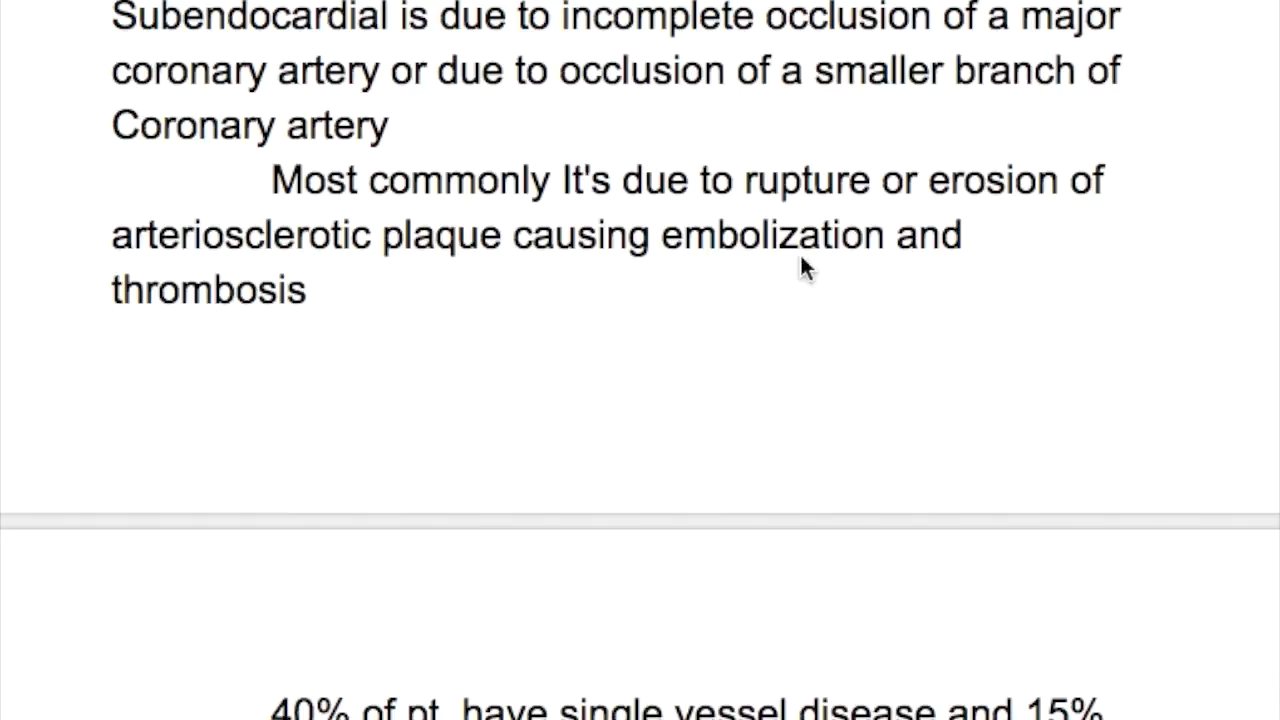 Subendocardial is due to incomplete occlusion of a major
coronary artery or due to occlusion of a smaller branch of
Coronary artery
Most commonly It's due to rupture or erosion of
arteriosclerotic plaque causing embolization and
thrombosis
40% of pt. have single vessel disease and 15%